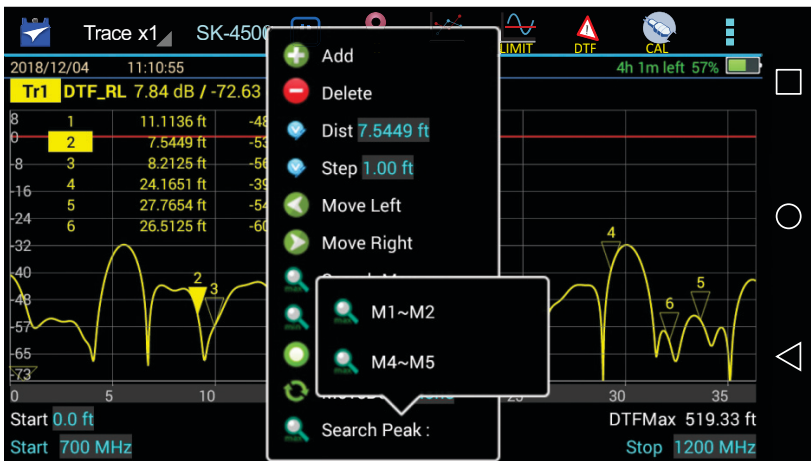 Trace x1 SK-4500
LIMIT DTF CAL
2018/12/04 11:10:55 4h 1m left 57%
Tr1 DTF_RL 7.84 dB / -72.63
8
0
-8
-16
-24
-32
-40
-48
-57
-65
-73
1 11.1136 ft -48
2 7.5449 ft -53
3 8.2125 ft -56
4 24.1651 ft -39
5 27.7654 ft -54
6 26.5125 ft -60
2
3
4
5
6
Add
Delete
Dist 7.5449 ft
Step 1.00 ft
Move Left
Move Right
M1~M2
M4~M5
Search Peak :
0 5 10 25 30 35
Start 0.0 ft DTFMax 519.33 ft
Start 700 MHz Stop 1200 MHz